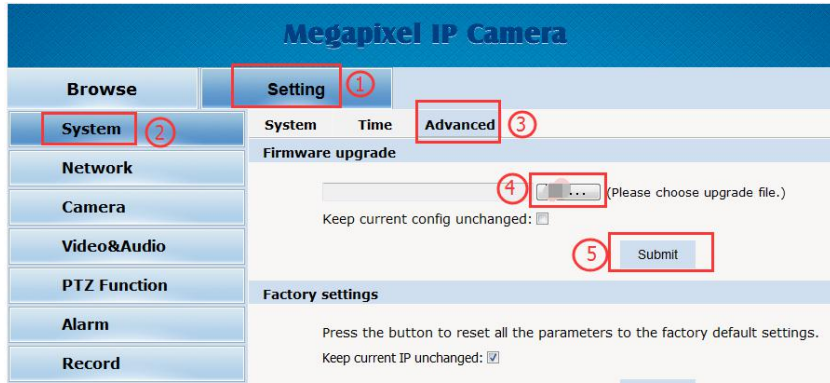 Megapixel IP Camera
Browse
Setting
1
System
2
System Time Advanced
3
Firmware upgrade
Network
4
... (Please choose upgrade file.)
Camera
Keep current config unchanged:
Video&Audio
5
Submit
PTZ Function
Factory settings
Alarm
Press the button to reset all the parameters to the factory default settings.
Record
Keep current IP unchanged: